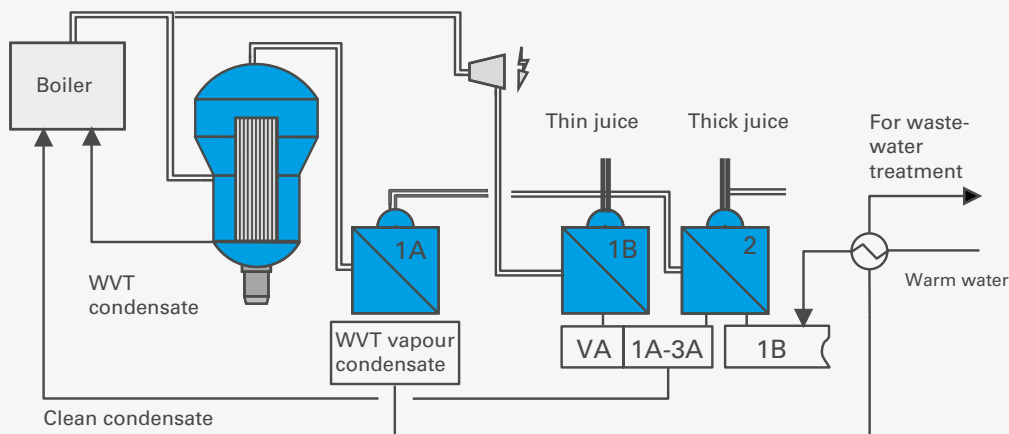 Boiler
Thin juice
Thick juice
For waste-
water
treatment
1A
1B
2
WVT
condensate
Warm water
WVT vapour
condensate
VA
1A-3A
1B
Clean condensate